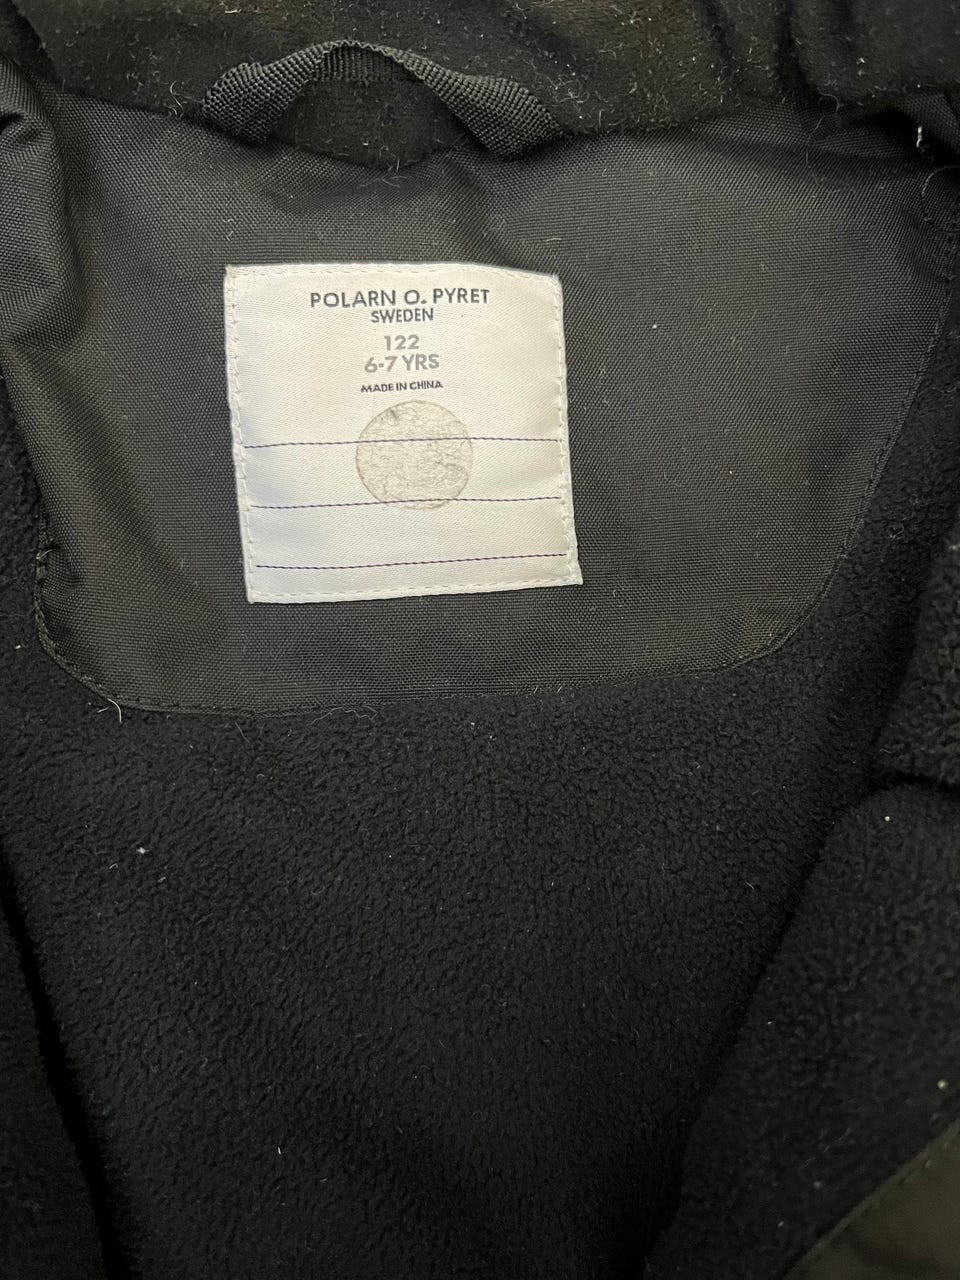 POLARN O. PYRET
SWEDEN
122
6-7 YRS
MADE IN CHINA